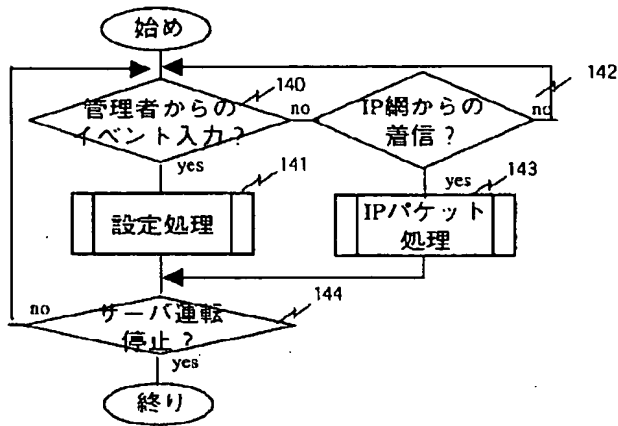 始め
140
管理者からの
イベント入力?
no
IP網からの
着信?
no
142
yes
141
設定処理
yes
143
IPパケット
処理
no
サーバ運転
停止?
144
yes
終り